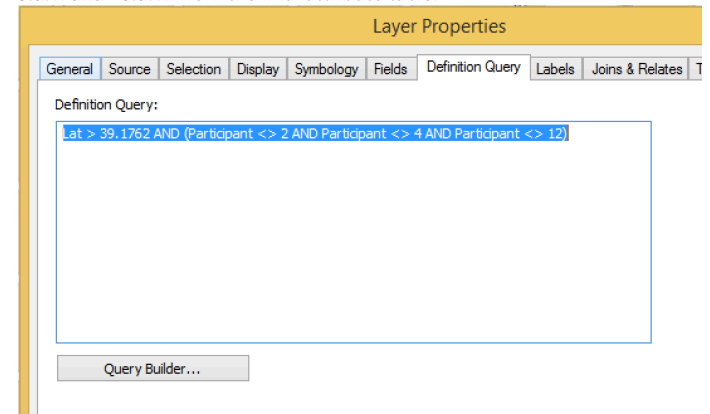 Layer Properties
General Source Selection Display Symbology Fields Definition Query Labels Joins & Relates
Definition Query:
Lat > 39.1762 AND (Participant <> 2 AND Participant <> 4 AND Participant <> 12)
Query Builder...